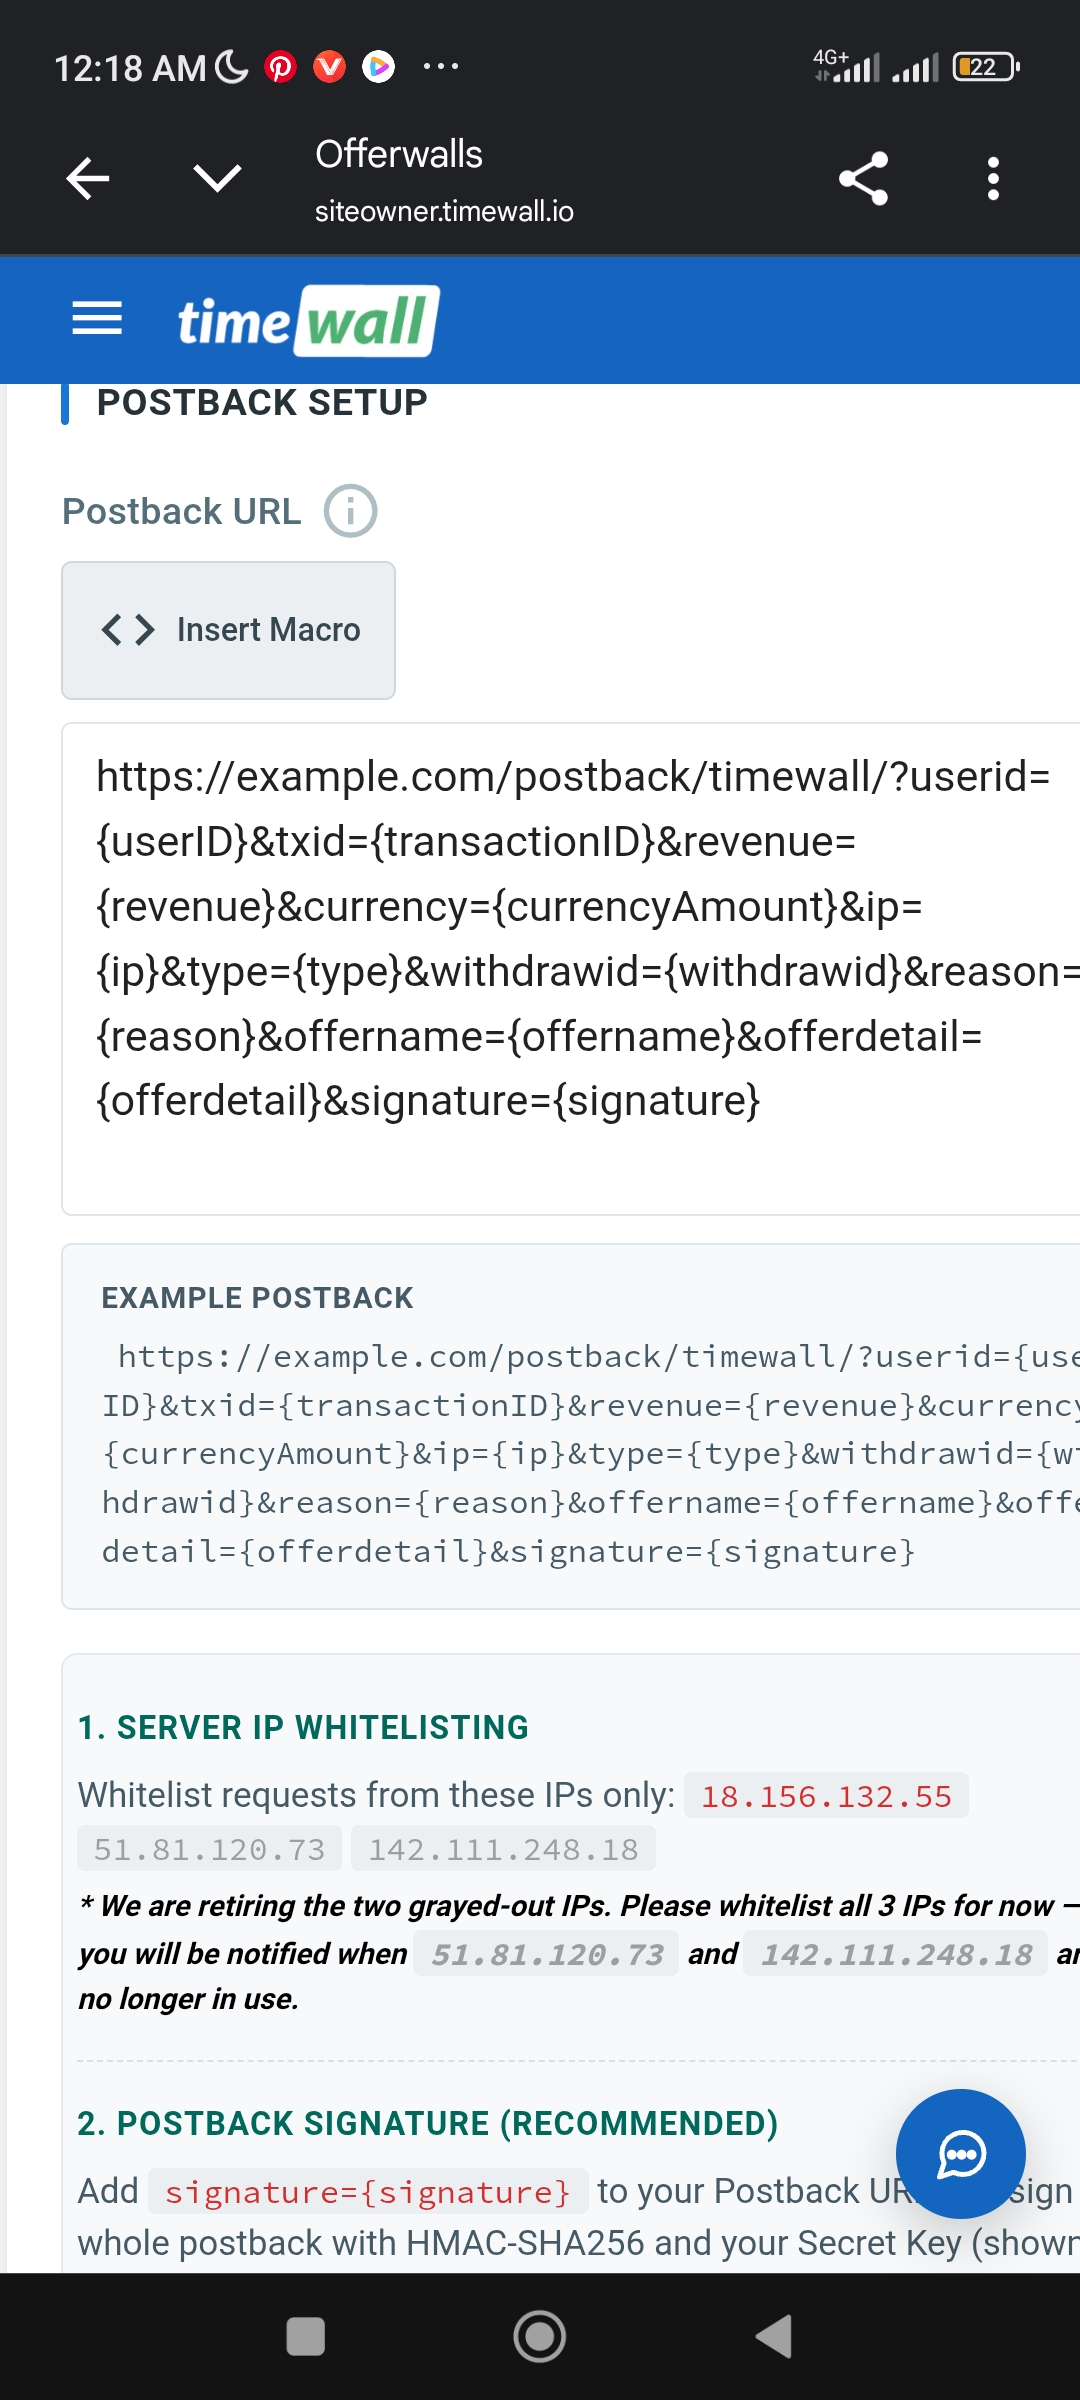 12:18 AM
4G+
22
Offerwalls
siteowner.timewall.io
time wall
POSTBACK SETUP
Postback URL
Insert Macro
https://example.com/postback/timewall/?userid=
{userID}&txid={transactionID}&revenue=
{revenue}&currency={currencyAmount}&ip=
{ip}&type={type}&withdrawid={withdrawid}&reason=
{reason}&offername={offername}&offerdetail=
{offerdetail}&signature={signature}
EXAMPLE POSTBACK
https://example.com/postback/timewall/?userid={use
ID}&txid={transactionID}&revenue={revenue}&currency
{currencyAmount}&ip={ip}&type={type}&withdrawid={wi
hdrawid}&reason={reason}&offername={offername}&offe
detail={offerdetail}&signature={signature}
1. SERVER IP WHITELISTING
Whitelist requests from these IPs only: 18.156.132.55
51.81.120.73 142.111.248.18
* We are retiring the two grayed-out IPs. Please whitelist all 3 IPs for now —
you will be notified when 51.81.120.73 and 142.111.248.18 ar
no longer in use.
2. POSTBACK SIGNATURE (RECOMMENDED)
Add signature={signature} to your Postback UR sign
whole postback with HMAC-SHA256 and your Secret Key (shown